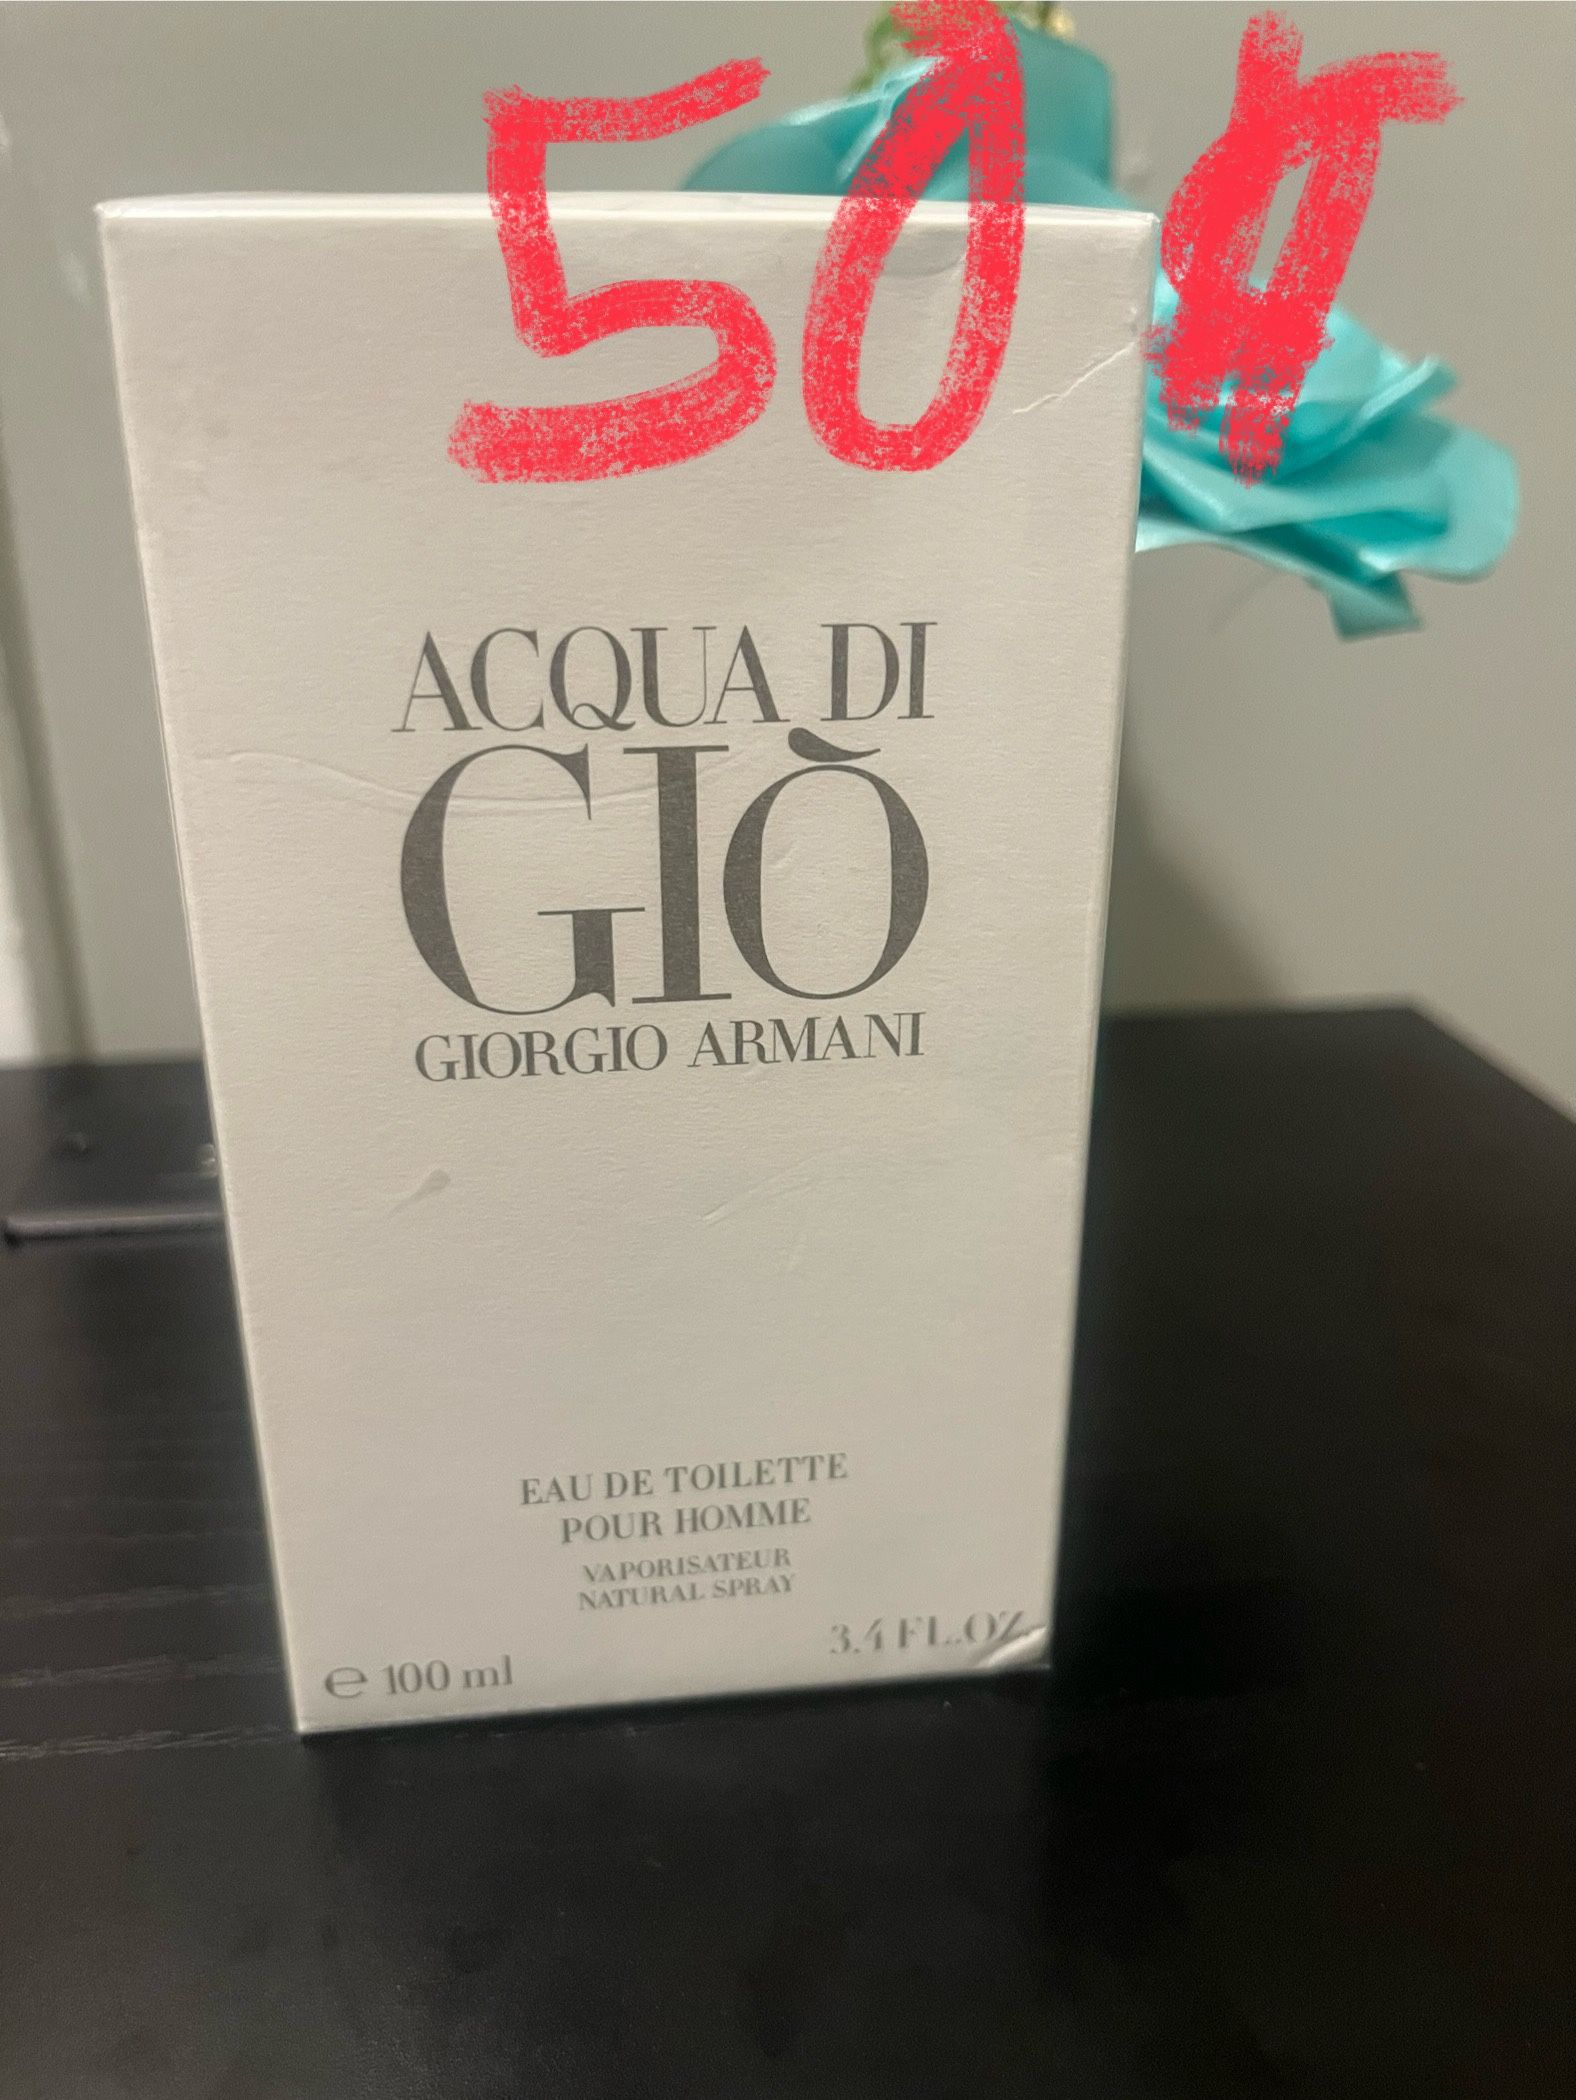 50
ACQUA DI
GIÒ
GIORGIO ARMANI
EAU DE TOILETTE
POUR HOMME
VAPORISATEUR
NATURAL SPRAY
3.4 FL.OZ.
℮ 100 ml